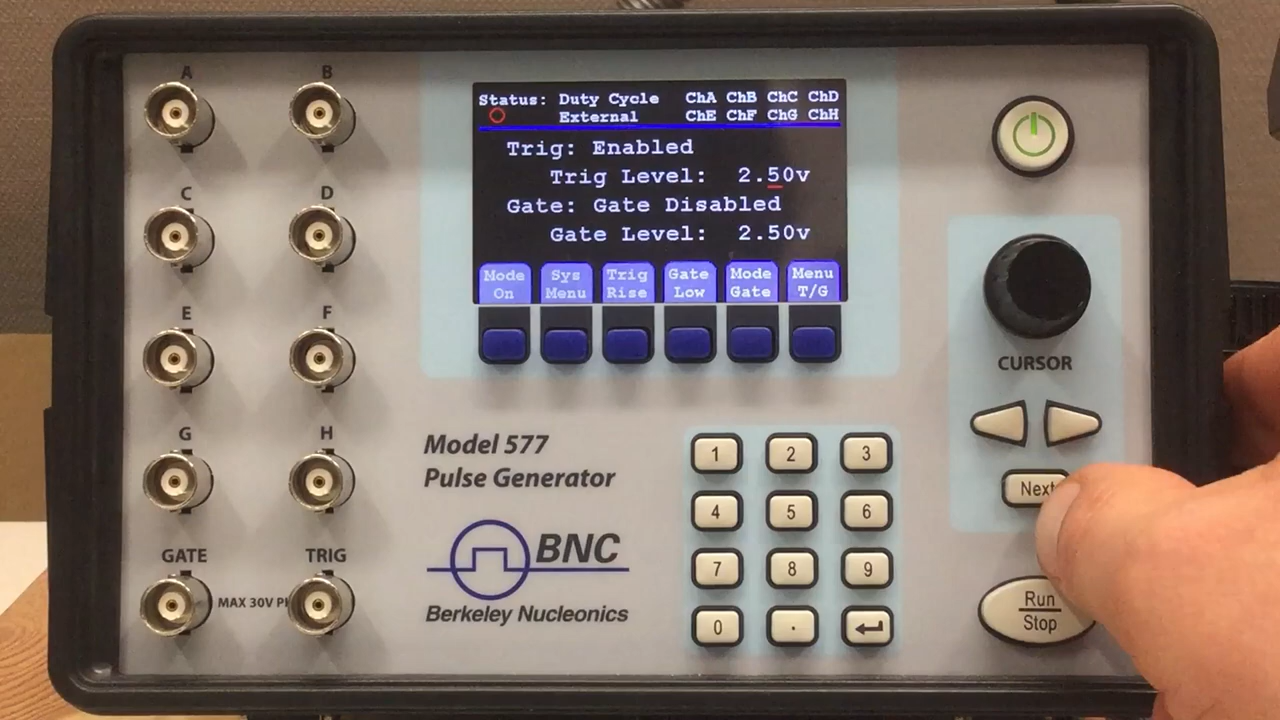 A B
C D
E F
G H
GATE TRIG
MAX 30V
Status: Duty Cycle ChA ChB ChC ChD
External ChE ChF ChG ChH
Trig: Enabled
Trig Level: 2.50v
Gate: Gate Disabled
Gate Level: 2.50v
Mode Sys Trig Gate Mode Menu
On Menu Rise Low Gate T/G
Model 577
Pulse Generator
BNC
Berkeley Nucleonics
1 2 3
4 5 6
7 8 9
0 .
CURSOR
Next
Run
Stop